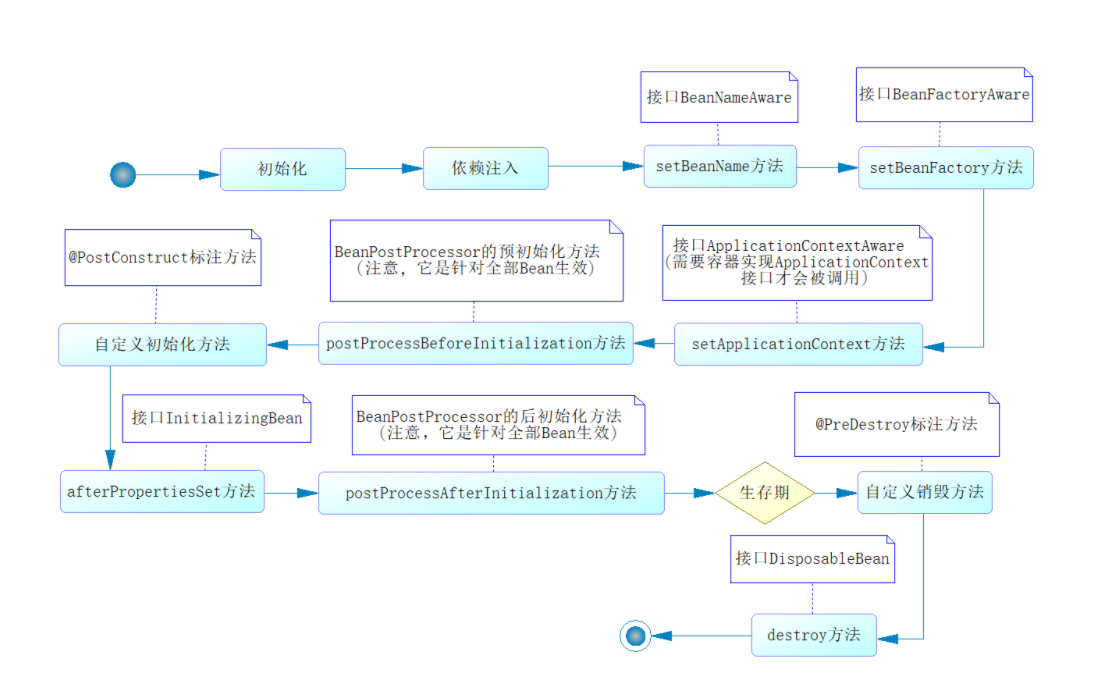 接口BeanNameAware
接口BeanFactoryAware
初始化
依赖注入
setBeanName方法
setBeanFactory方法
@PostConstruct标注方法
BeanPostProcessor的预初始化方法
（注意，它是针对全部Bean生效）
接口ApplicationContextAware
(需要容器实现ApplicationContext
接口才会被调用)
自定义初始化方法
postProcessBeforeInitialization方法
setApplicationContext方法
接口InitializingBean
BeanPostProcessor的后初始化方法
（注意，它是针对全部Bean生效）
@PreDestroy标注方法
afterPropertiesSet方法
postProcessAfterInitialization方法
生存期
自定义销毁方法
接口DisposableBean
destroy方法